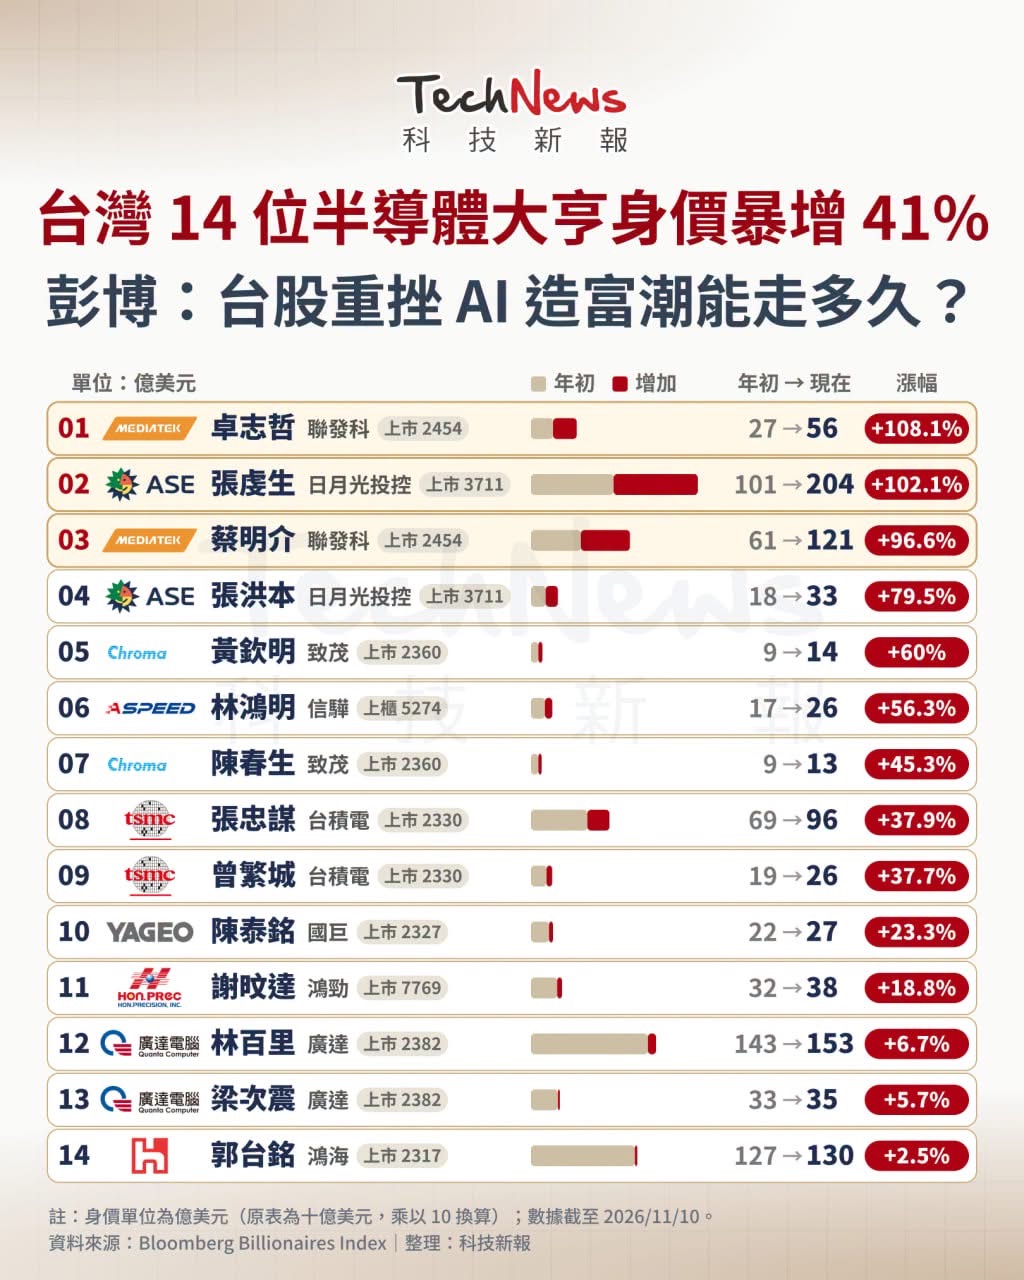 TechNews
科技新報
台灣 14 位半導體大亨身價暴增 41%
彭博：台股重挫 AI 造富潮能走多久？
單位：億美元 年初 增加 年初→現在 漲幅
01 MEDIATEK 卓志哲 聯發科 上市 2454 27→56 +108.1%
02 ASE 張虔生 日月光投控 上市 3711 101→204 +102.1%
03 MEDIATEK 蔡明介 聯發科 上市 2454 61→121 +96.6%
04 ASE 張洪本 日月光投控 上市 3711 18→33 +79.5%
05 Chroma 黃欽明 致茂 上市 2360 9→14 +60%
06 ASPEED 林鴻明 信驊 上櫃 5274 17→26 +56.3%
07 Chroma 陳春生 致茂 上市 2360 9→13 +45.3%
08 tsmc 張忠謀 台積電 上市 2330 69→96 +37.9%
09 tsmc 曾繁城 台積電 上市 2330 19→26 +37.7%
10 YAGEO 陳泰銘 國巨 上市 2327 22→27 +23.3%
11 HON.PREC HON.PRECISION, INC. 謝旼達 鴻勁 上市 7769 32→38 +18.8%
12 廣達電腦 Quanta Computer 林百里 廣達 上市 2382 143→153 +6.7%
13 廣達電腦 Quanta Computer 梁次震 廣達 上市 2382 33→35 +5.7%
14 郭台銘 鴻海 上市 2317 127→130 +2.5%
註：身價單位為億美元（原表為十億美元，乘以 10 換算）；數據截至 2026/11/10。
資料來源：Bloomberg Billionaires Index｜整理：科技新報
TechNews
科技新報